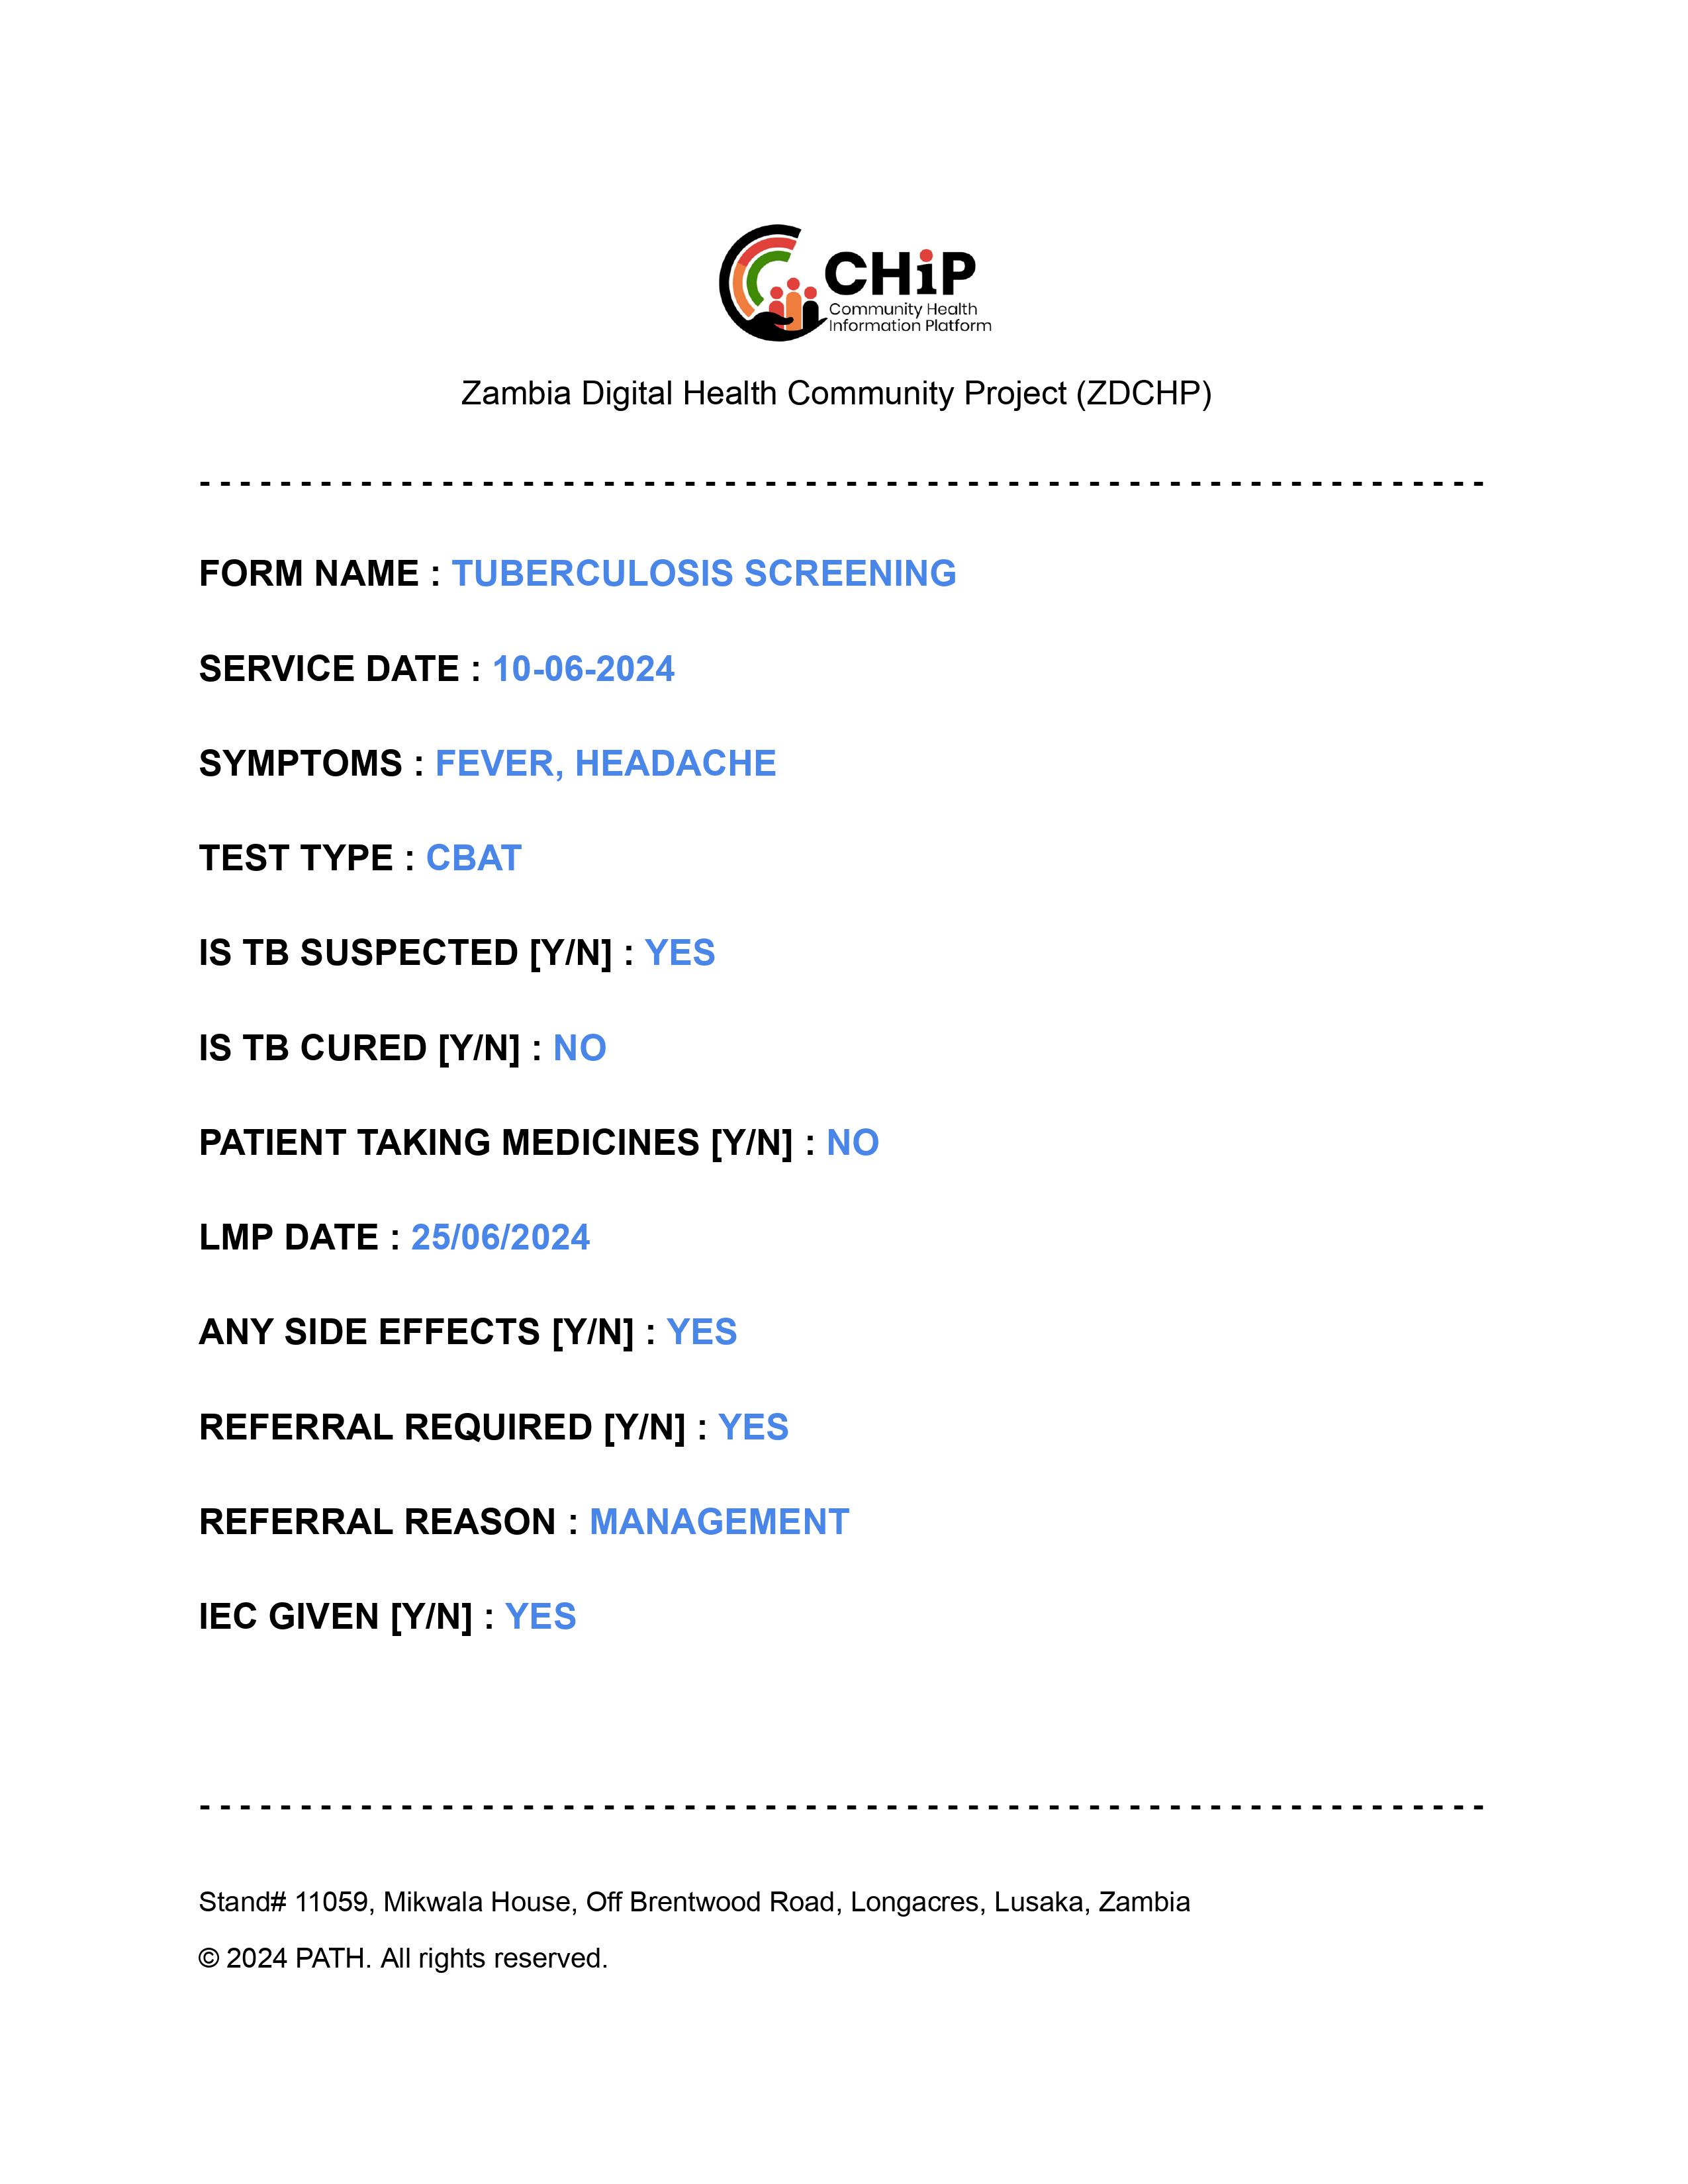 CHiP
Community Health
Information Platform
Zambia Digital Health Community Project (ZDCHP)
- - - - - - - - - - - - - - - - - - - - - - - - - - - - - - - - - - - - - - - - - - - - - - - - - - - - - - - - - - - - - - - -
FORM NAME : TUBERCULOSIS SCREENING
SERVICE DATE : 10-06-2024
SYMPTOMS : FEVER, HEADACHE
TEST TYPE : CBAT
IS TB SUSPECTED [Y/N] : YES
IS TB CURED [Y/N] : NO
PATIENT TAKING MEDICINES [Y/N] : NO
LMP DATE : 25/06/2024
ANY SIDE EFFECTS [Y/N] : YES
REFERRAL REQUIRED [Y/N] : YES
REFERRAL REASON : MANAGEMENT
IEC GIVEN [Y/N] : YES
- - - - - - - - - - - - - - - - - - - - - - - - - - - - - - - - - - - - - - - - - - - - - - - - - - - - - - - - - - - - - - - -
Stand# 11059, Mikwala House, Off Brentwood Road, Longacres, Lusaka, Zambia
© 2024 PATH. All rights reserved.